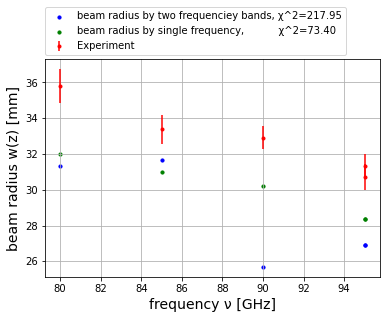 beam radius by two frequenciey bands, χ^2=217.95
beam radius by single frequency, χ^2=73.40
Experiment
36
34
32
30
28
26
beam radius w(z) [mm]
80 82 84 86 88 90 92 94
frequency ν [GHz]